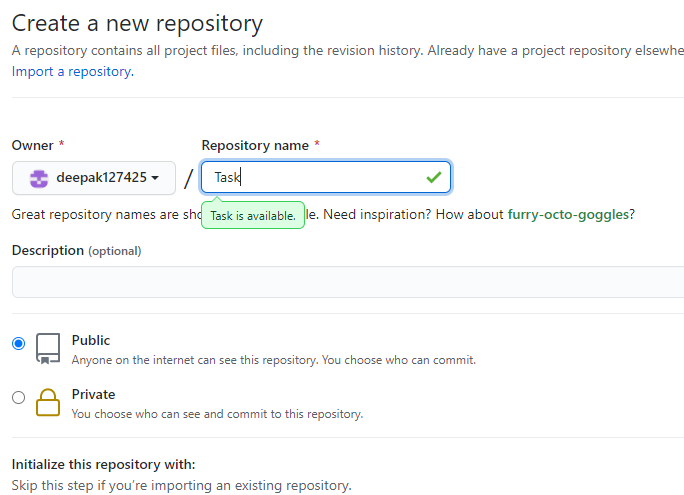 Create a new repository
A repository contains all project files, including the revision history. Already have a project repository elsewhe
Import a repository.
Owner *
Repository name *
deepak127425 / Task
Great repository names are sho le. Need inspiration? How about furry-octo-goggles?
Task is available.
Description (optional)
Public
Anyone on the internet can see this repository. You choose who can commit.
Private
You choose who can see and commit to this repository.
Initialize this repository with:
Skip this step if you're importing an existing repository.